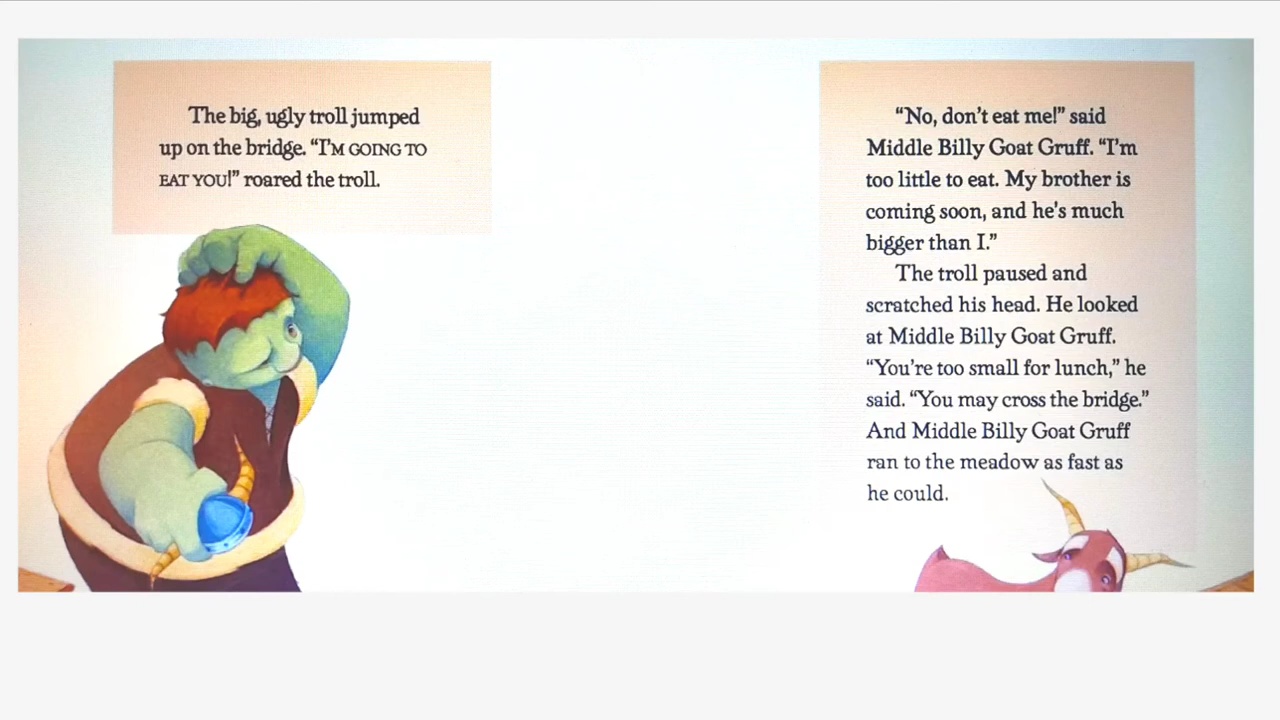 The big, ugly troll jumped
up on the bridge. “I’M GOING TO
EAT YOU!” roared the troll.
“No, don’t eat me!” said
Middle Billy Goat Gruff. “I’m
too little to eat. My brother is
coming soon, and he's much
bigger than I.”
The troll paused and
scratched his head. He looked
at Middle Billy Goat Gruff.
“You’re too small for lunch,” he
said. “You may cross the bridge.”
And Middle Billy Goat Gruff
ran to the meadow as fast as
he could.